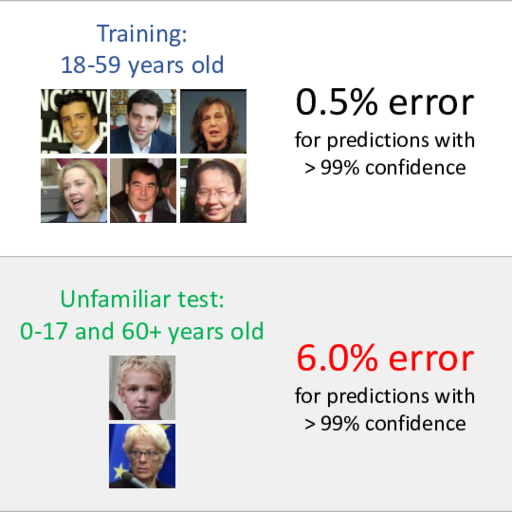 Training:
18-59 years old
0.5% error
for predictions with
> 99% confidence
Unfamiliar test:
0-17 and 60+ years old
6.0% error
for predictions with
> 99% confidence